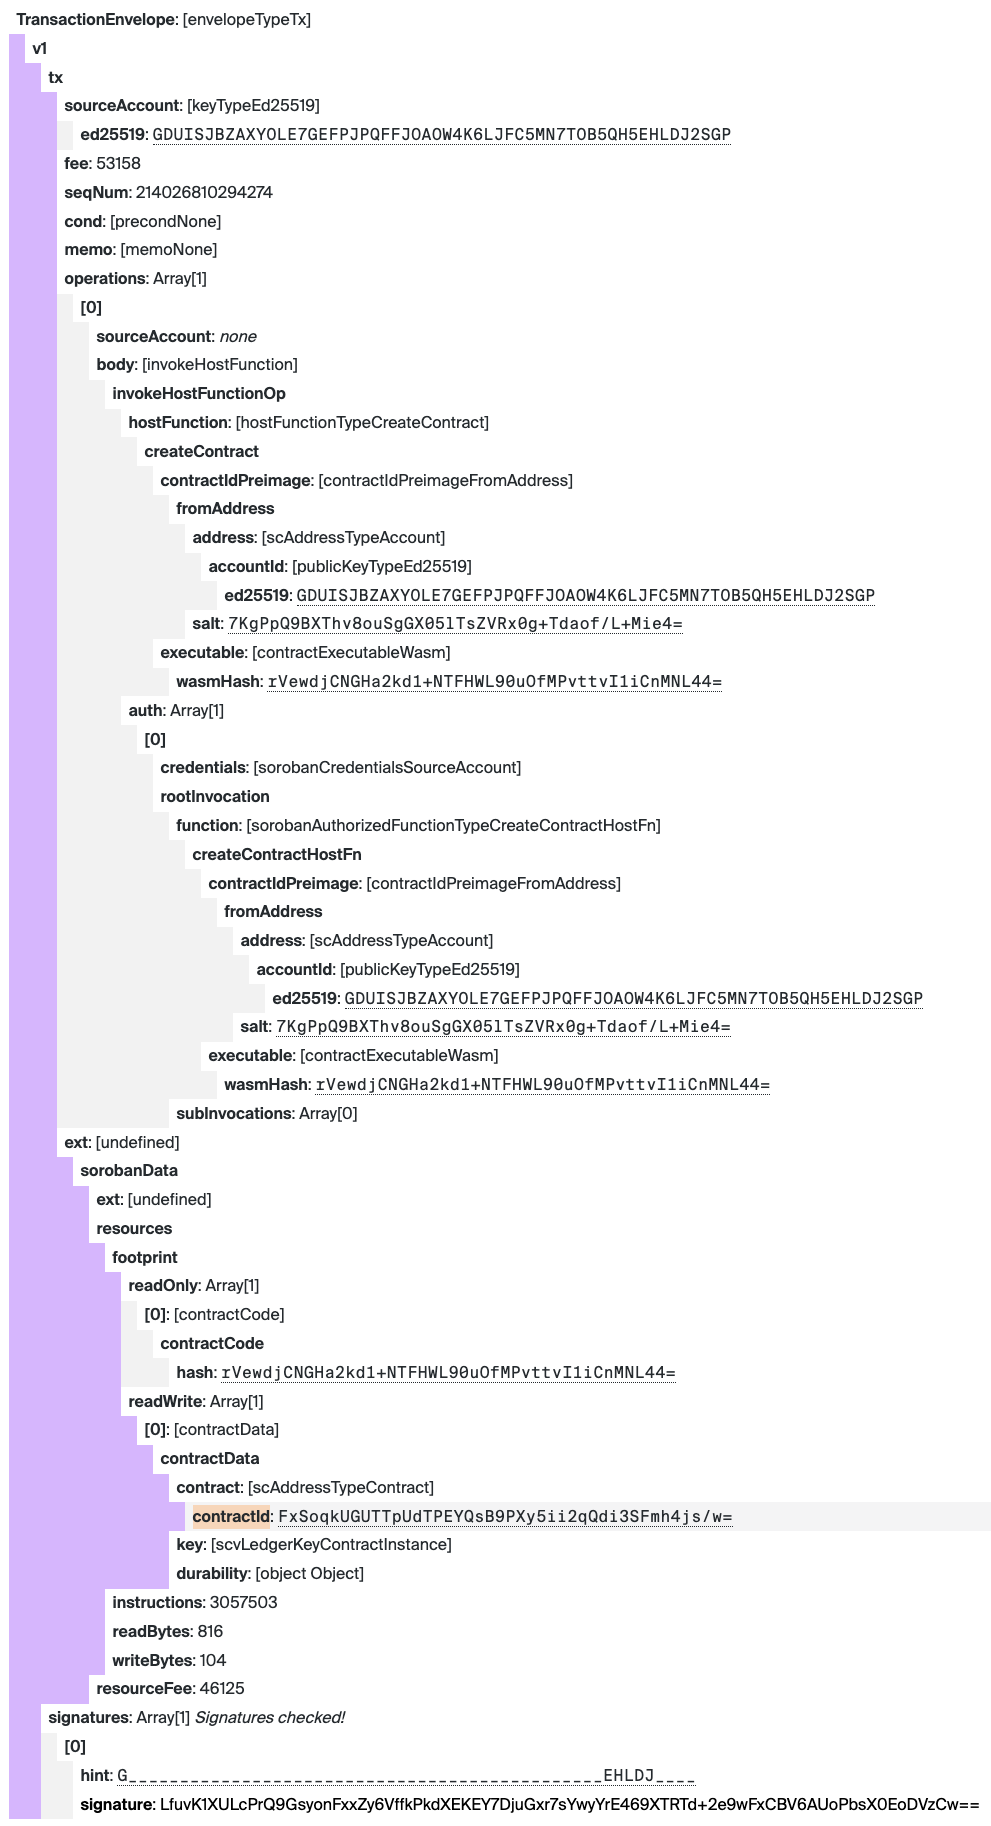 TransactionEnvelope: [envelopeTypeTx]
v1
tx
sourceAccount: [keyTypeEd25519]
ed25519: GDUISJBZAXYOLE7GEFPJPQFFJOAOW4K6LJFC5MN7TOB5QH5EHLDJ2SGP
fee: 53158
seqNum: 214026810294274
cond: [precondNone]
memo: [memoNone]
operations: Array[1]
[0]
sourceAccount: none
body: [invokeHostFunction]
invokeHostFunctionOp
hostFunction: [hostFunctionTypeCreateContract]
createContract
contractIdPreimage: [contractIdPreimageFromAddress]
fromAddress
address: [scAddressTypeAccount]
accountId: [publicKeyTypeEd25519]
ed25519: GDUISJBZAXYOLE7GEFPJPQFFJOAOW4K6LJFC5MN7TOB5QH5EHLDJ2SGP
salt: 7KgPpQ9BXThv8ouSgGX05lTsZVRx0g+Tdaof/L+Mie4=
executable: [contractExecutableWasm]
wasmHash: rVewdjCNGHa2kd1+NTFHWL90uOfMPvttvI1iCnMNL44=
auth: Array[1]
[0]
credentials: [sorobanCredentialsSourceAccount]
rootInvocation
function: [sorobanAuthorizedFunctionTypeCreateContractHostFn]
createContractHostFn
contractIdPreimage: [contractIdPreimageFromAddress]
fromAddress
address: [scAddressTypeAccount]
accountId: [publicKeyTypeEd25519]
ed25519: GDUISJBZAXYOLE7GEFPJPQFFJOAOW4K6LJFC5MN7TOB5QH5EHLDJ2SGP
salt: 7KgPpQ9BXThv8ouSgGX05lTsZVRx0g+Tdaof/L+Mie4=
executable: [contractExecutableWasm]
wasmHash: rVewdjCNGHa2kd1+NTFHWL90uOfMPvttvI1iCnMNL44=
subInvocations: Array[0]
ext: [undefined]
sorobanData
ext: [undefined]
resources
footprint
readOnly: Array[1]
[0]: [contractCode]
contractCode
hash: rVewdjCNGHa2kd1+NTFHWL90uOfMPvttvI1iCnMNL44=
readWrite: Array[1]
[0]: [contractData]
contractData
contract: [scAddressTypeContract]
contractId: FxSoqkUGUTTpUdTPEYQsB9PXy5ii2qQdi3SFmh4js/w=
key: [scvLedgerKeyContractInstance]
durability: [object Object]
instructions: 3057503
readBytes: 816
writeBytes: 104
resourceFee: 46125
signatures: Array[1] Signatures checked!
[0]
hint: G______________________________________________EHLDJ____
signature: LfuvK1XULcPrQ9GsyonFxxZy6VffkPkdXEKEY7DjuGxr7sYwyYrE469XTRTd+2e9wFxCBV6AUoPbsX0EoDVzCw==